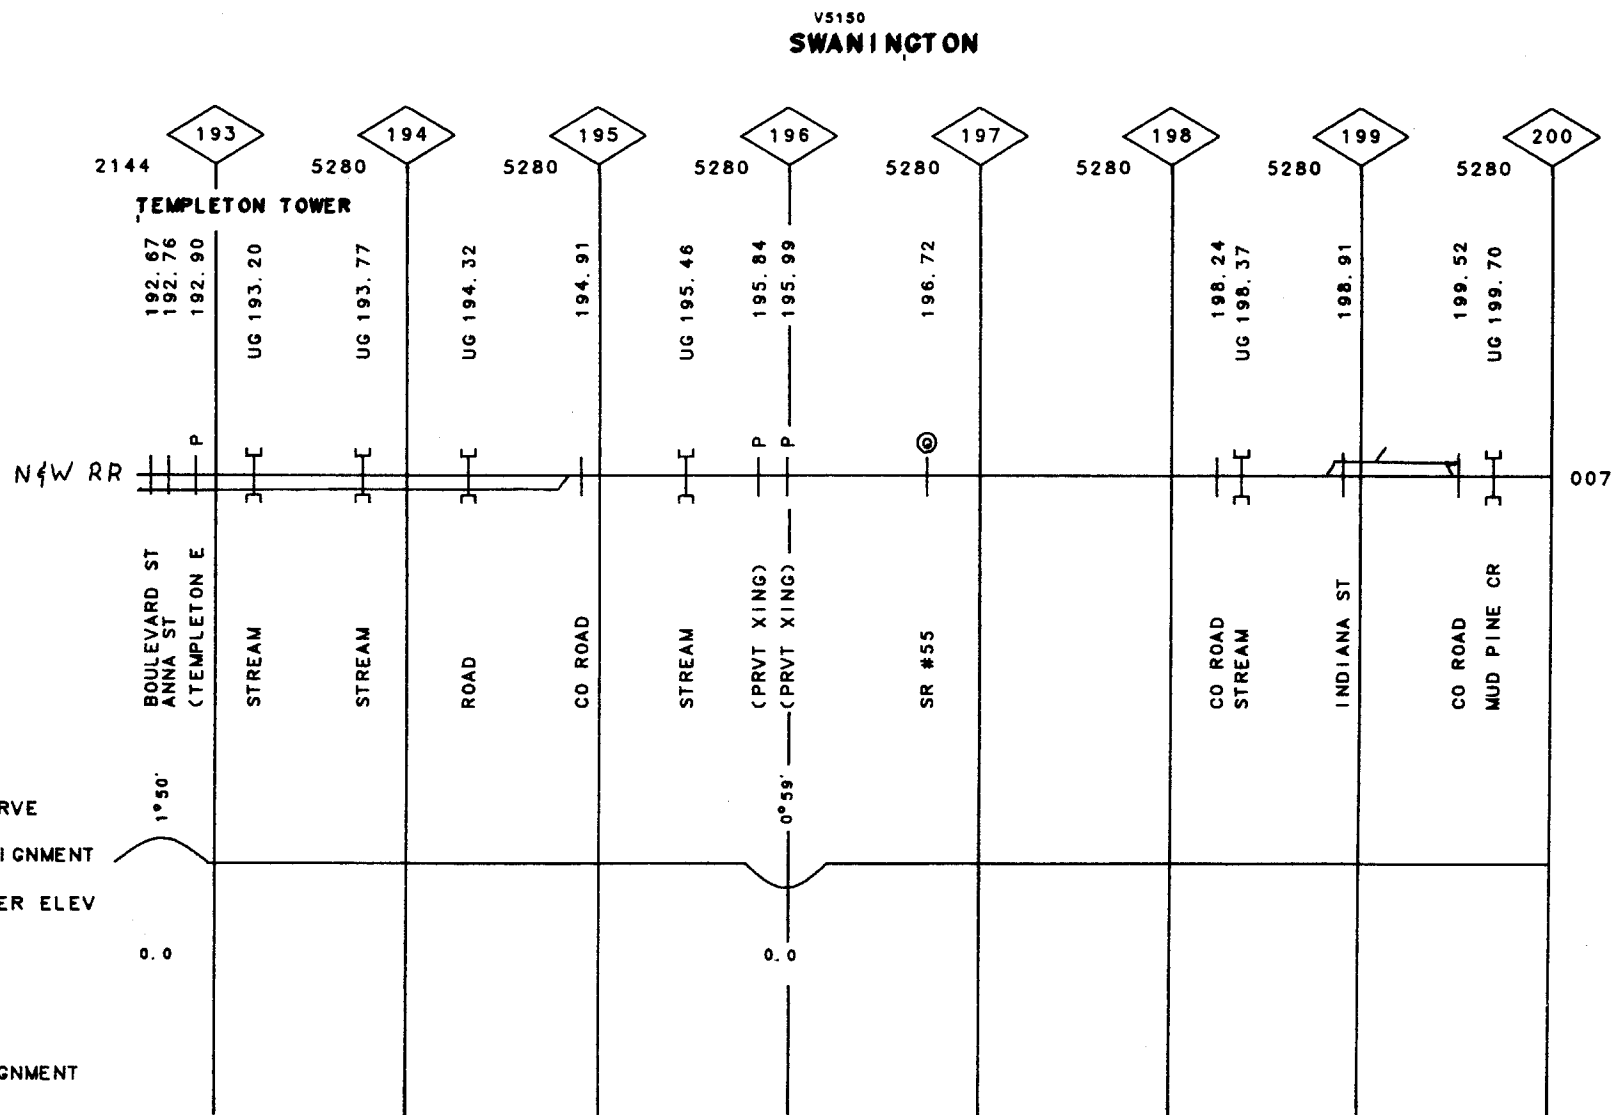 V5150
SWANINGTON
193
194
195
196
197
198
199
200
2144
5280
5280
5280
5280
5280
5280
5280
TEMPLETON TOWER
192.67
192.76
192.90
UG 193.20
UG 193.77
UG 194.32
194.91
UG 195.46
195.84
195.99
196.72
198.24
UG 198.37
198.91
199.52
UG 199.70
N&W RR
P
P
P
007
BOULEVARD ST
ANNA ST
(TEMPLETON E
STREAM
STREAM
ROAD
CO ROAD
STREAM
(PRVT XING)
(PRVT XING)
SR #55
CO ROAD
STREAM
INDIANA ST
CO ROAD
MUD PINE CR
1°50'
0°59'
RVE
IGNMENT
ER ELEV
0.0
0.0
GNMENT